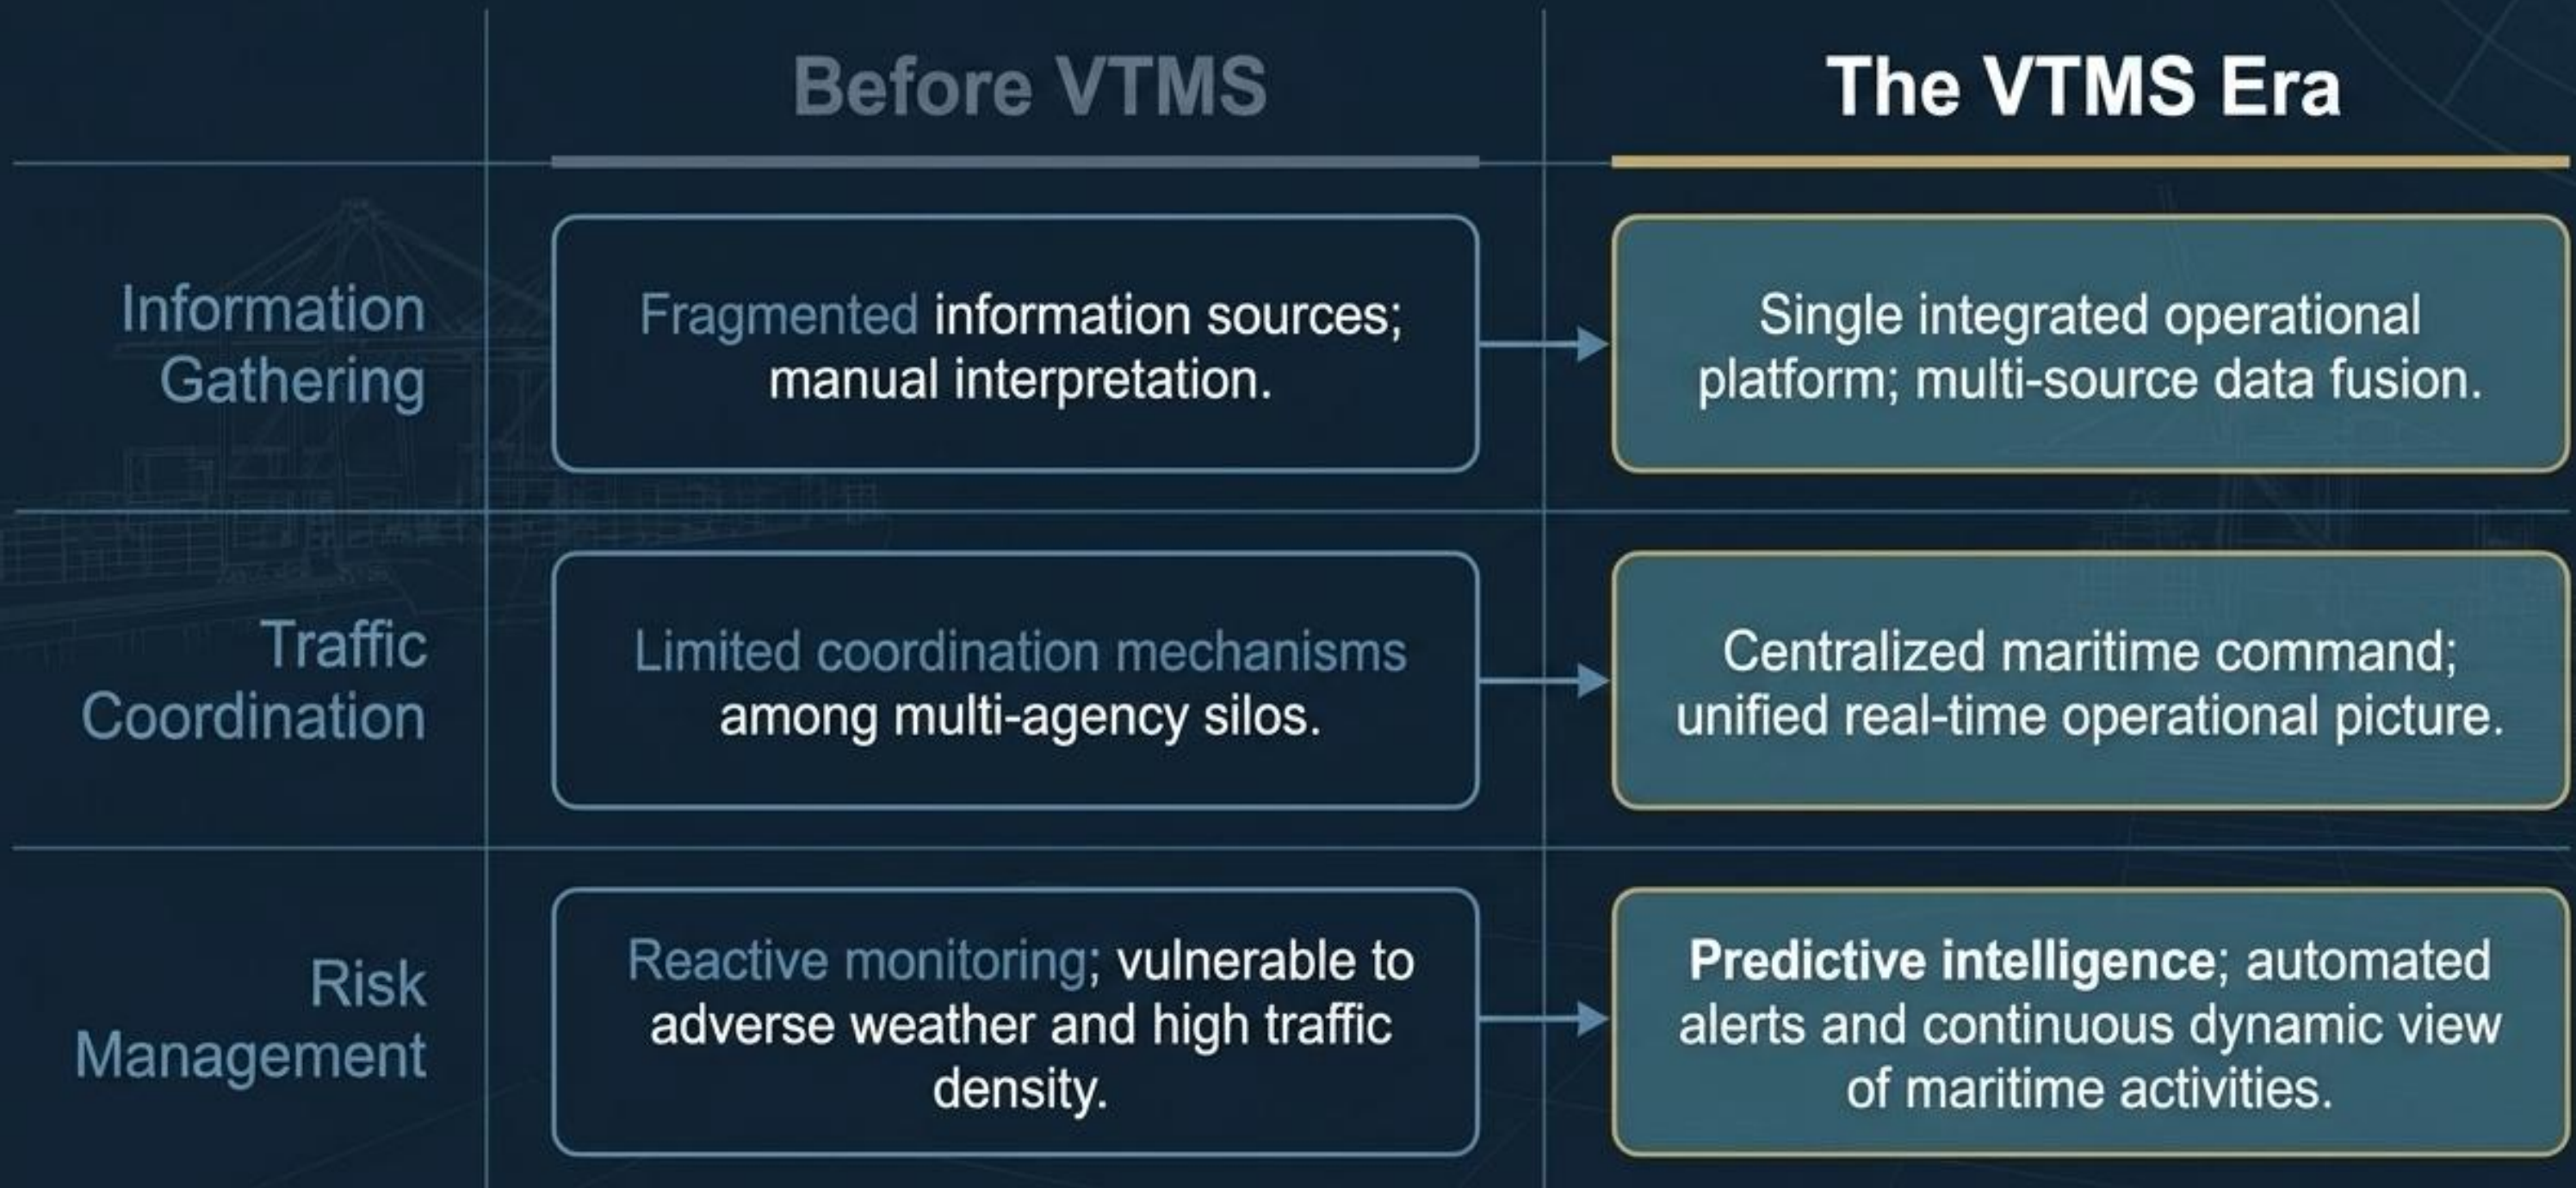 Before VTMS
The VTMS Era
Information
Gathering
Fragmented information sources;
manual interpretation.
Single integrated operational
platform; multi-source data fusion.
Traffic
Coordination
Limited coordination mechanisms
among multi-agency silos.
Centralized maritime command;
unified real-time operational picture.
Risk
Management
Reactive monitoring; vulnerable to
adverse weather and high traffic
density.
Predictive intelligence; automated
alerts and continuous dynamic view
of maritime activities.